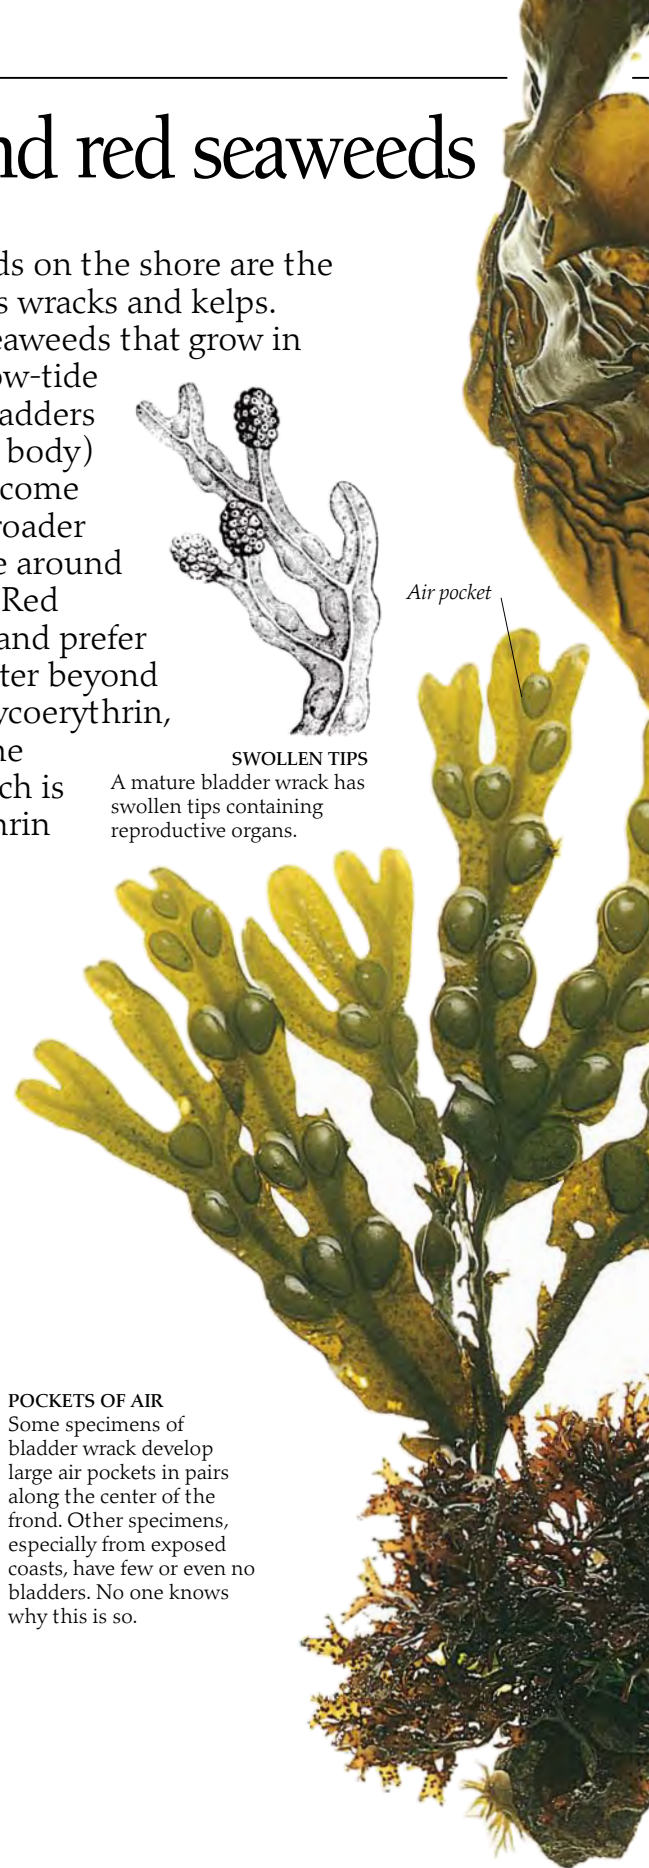 nd red seaweeds
ds on the shore are the
s wracks and kelps.
eaweeds that grow in
ow-tide
adders
body)
come
roader
e around
Red
and prefer
ter beyond
ycoerythrin,
he
ch is
hrin
SWOLLEN TIPS
A mature bladder wrack has
swollen tips containing
reproductive organs.
Air pocket
POCKETS OF AIR
Some specimens of
bladder wrack develop
large air pockets in pairs
along the center of the
frond. Other specimens,
especially from exposed
coasts, have few or even no
bladders. No one knows
why this is so.